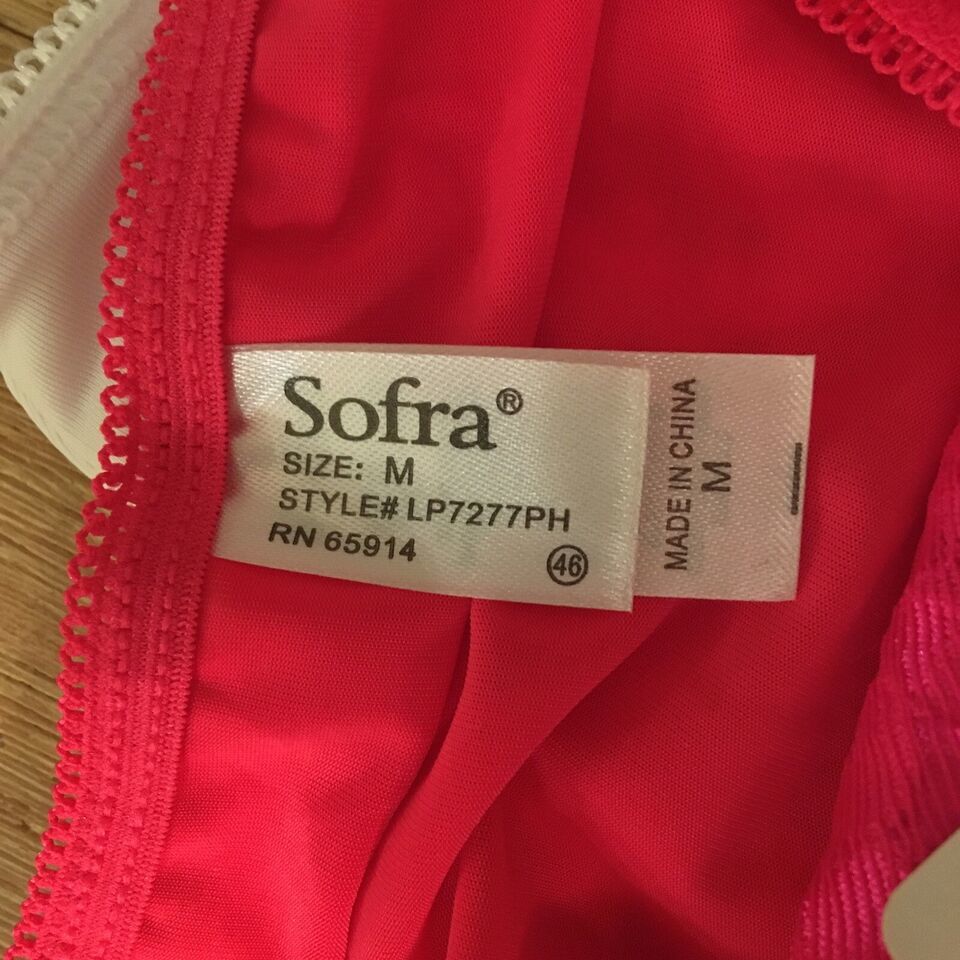 Sofra®
SIZE: M
STYLE# LP7277PH
RN 65914
46
MADE IN CHINA
M